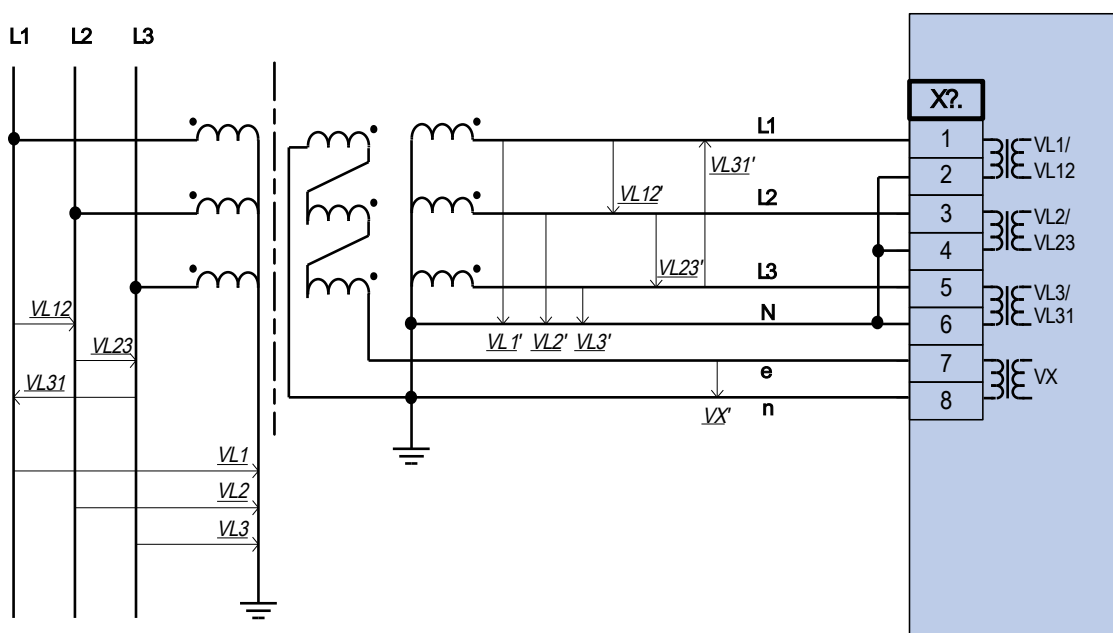 L1 L2 L3
X?.
L1
1
VL1/
VL12
2
VL31'
VL12'
L2
3
VL2/
VL23
4
VL23'
L3
5
VL3/
VL31
6
N
VL12
VL1' VL2' VL3'
VL23
7
e
VX
VL31
8
n
VX'
VL1
VL2
VL3